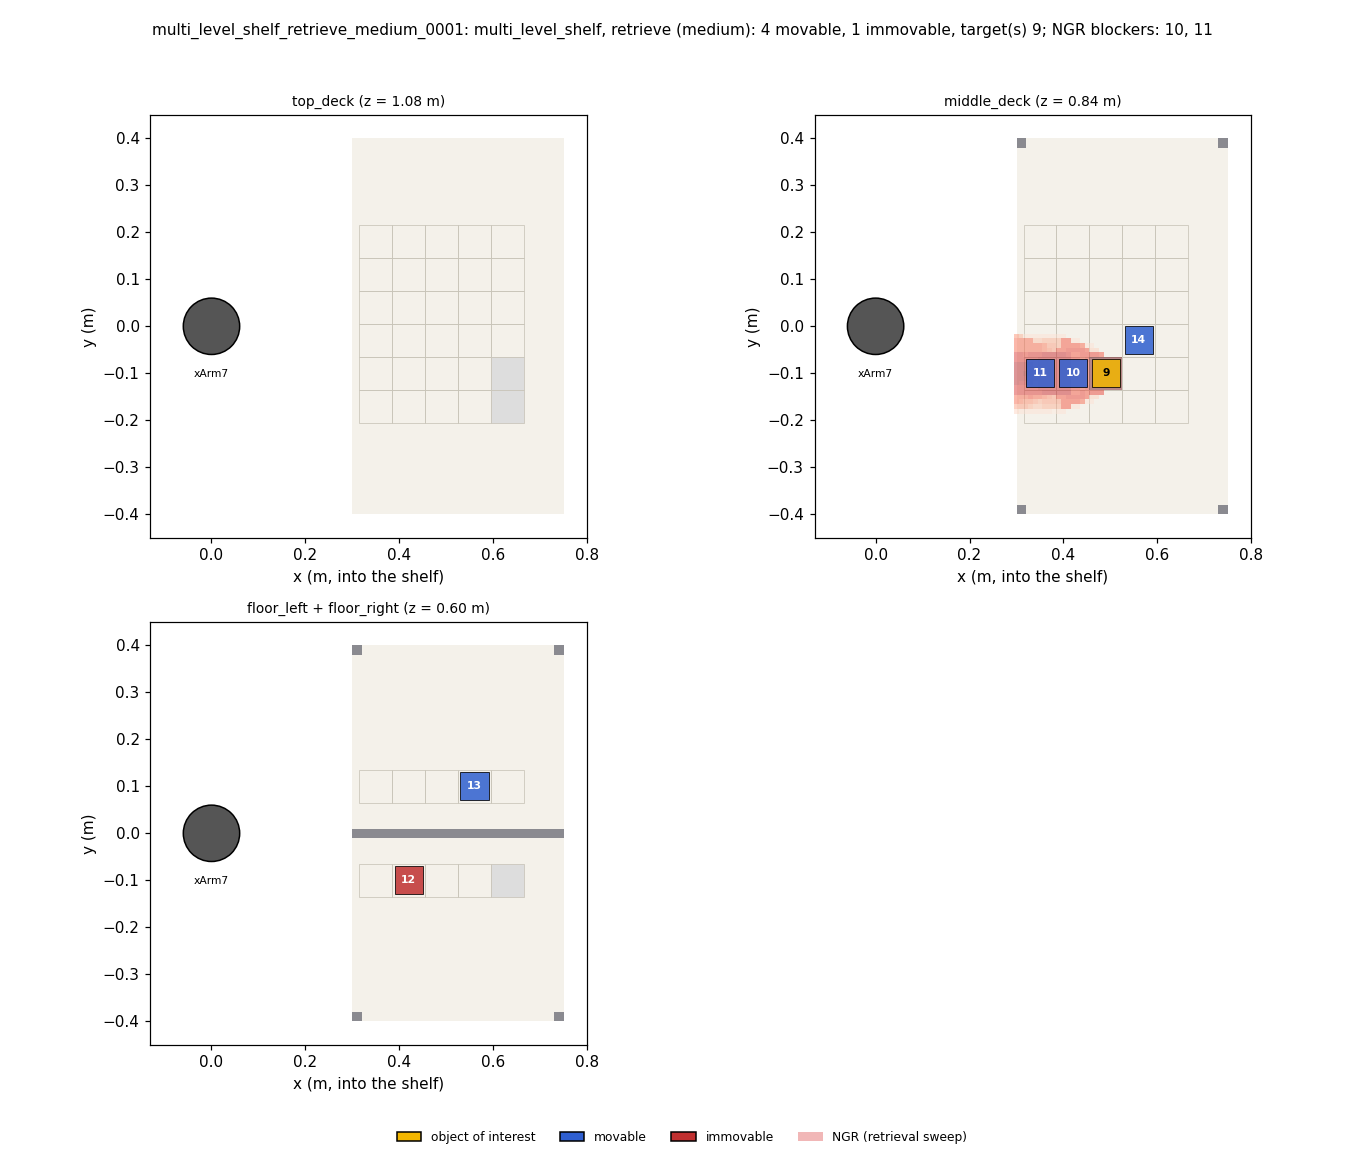 multi_level_shelf_retrieve_medium_0001: multi_level_shelf, retrieve (medium): 4 movable, 1 immovable, target(s) 9; NGR blockers: 10, 11
top_deck (z = 1.08 m)
0.4
0.3
0.2
0.1
0.0
−0.1
−0.2
−0.3
−0.4
y (m)
xArm7
0.0
0.2
0.4
0.6
0.8
x (m, into the shelf)
middle_deck (z = 0.84 m)
0.4
0.3
0.2
0.1
0.0
−0.1
−0.2
−0.3
−0.4
y (m)
xArm7
14
11
10
9
0.0
0.2
0.4
0.6
0.8
x (m, into the shelf)
floor_left + floor_right (z = 0.60 m)
0.4
0.3
0.2
0.1
0.0
−0.1
−0.2
−0.3
−0.4
y (m)
xArm7
13
12
0.0
0.2
0.4
0.6
0.8
x (m, into the shelf)
object of interest
movable
immovable
NGR (retrieval sweep)